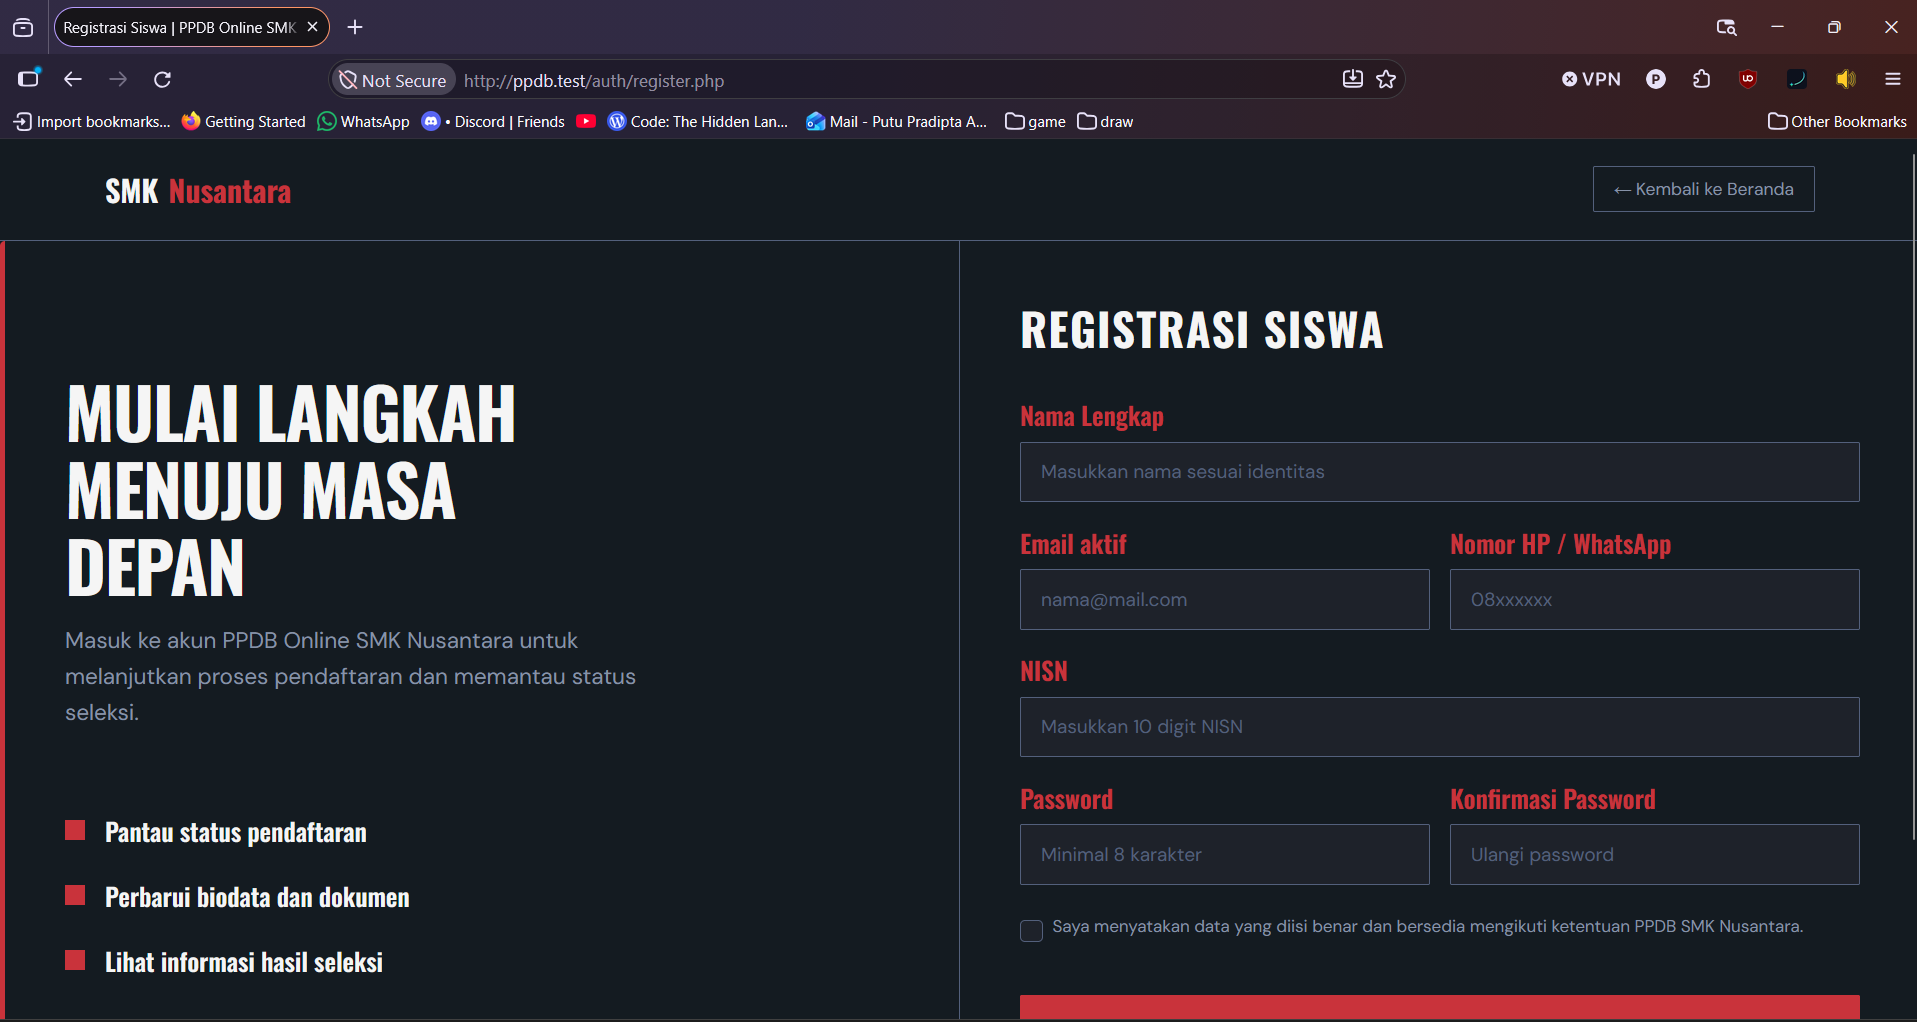 Registrasi Siswa | PPDB Online SMK
Not Secure
http://ppdb.test/auth/register.php
VPN
Import bookmarks...
Getting Started
WhatsApp
• Discord | Friends
Code: The Hidden Lan...
Mail - Putu Pradipta A...
game
draw
Other Bookmarks
SMK Nusantara
← Kembali ke Beranda
MULAI LANGKAH
MENUJU MASA
DEPAN
Masuk ke akun PPDB Online SMK Nusantara untuk
melanjutkan proses pendaftaran dan memantau status
seleksi.
Pantau status pendaftaran
Perbarui biodata dan dokumen
Lihat informasi hasil seleksi
REGISTRASI SISWA
Nama Lengkap
Masukkan nama sesuai identitas
Email aktif
nama@mail.com
Nomor HP / WhatsApp
08xxxxxx
NISN
Masukkan 10 digit NISN
Password
Minimal 8 karakter
Konfirmasi Password
Ulangi password
Saya menyatakan data yang diisi benar dan bersedia mengikuti ketentuan PPDB SMK Nusantara.